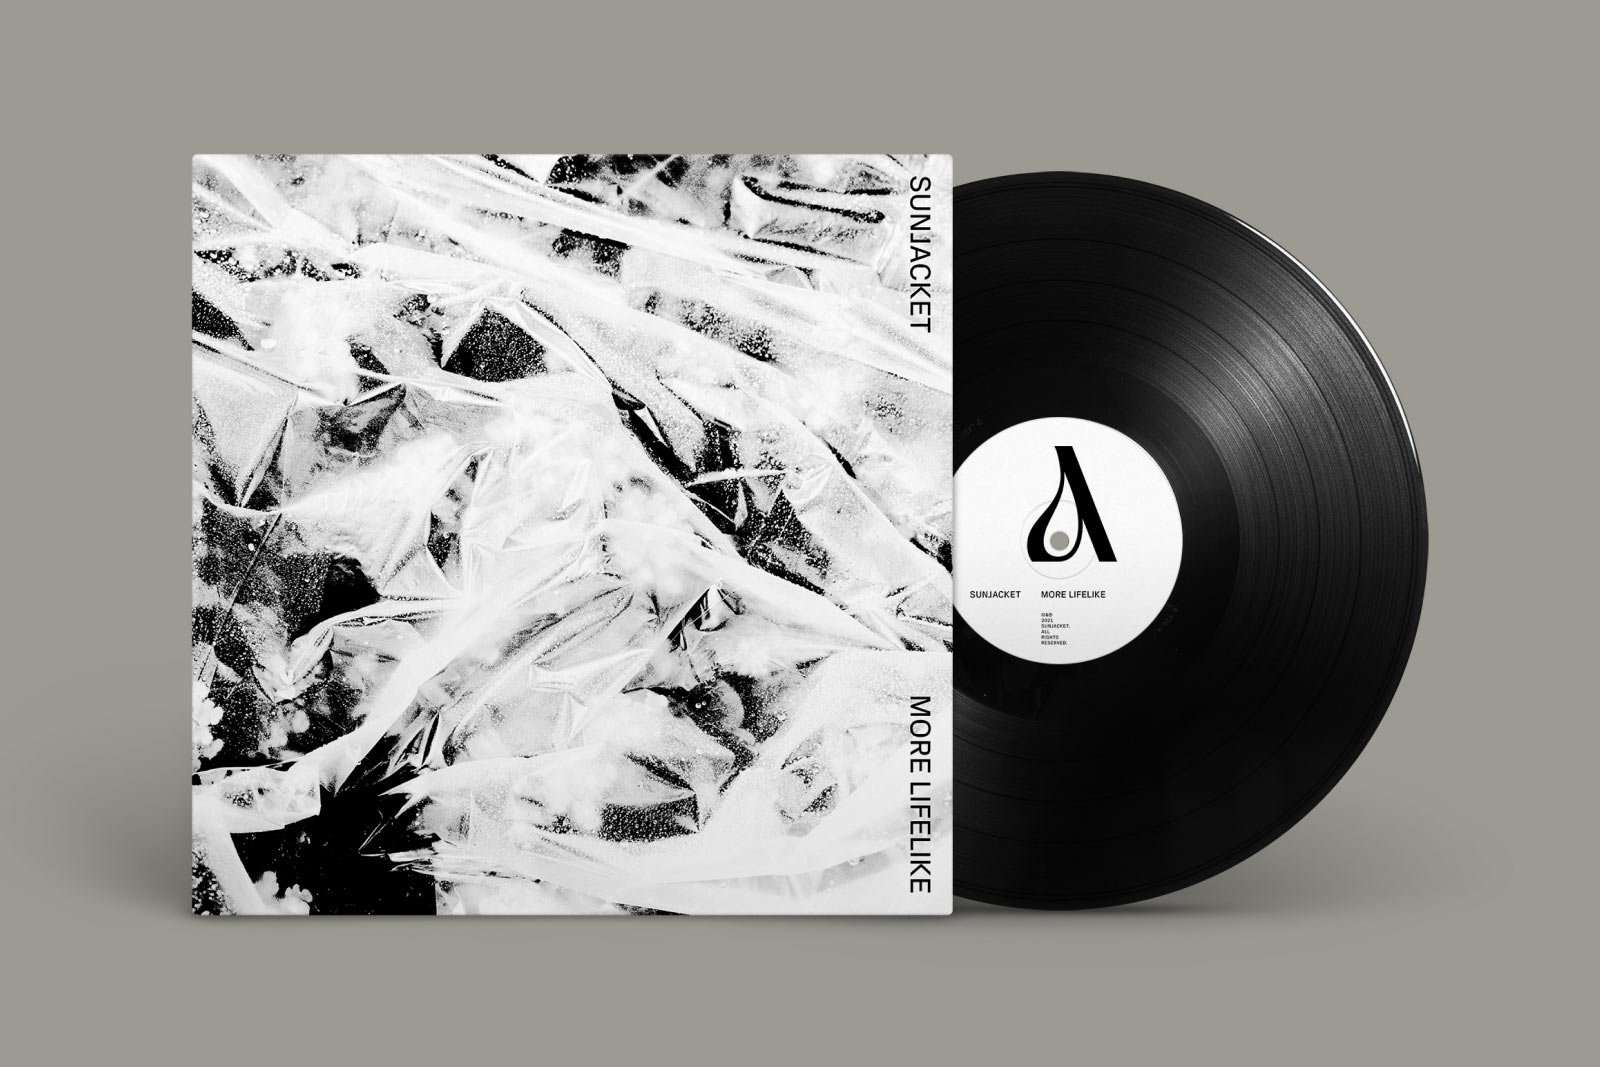 SUNJACKET
MORE LIFELIKE
A
SUNJACKET MORE LIFELIKE
O&B
2021
SUNJACKET.
ALL
RIGHTS
RESERVED.